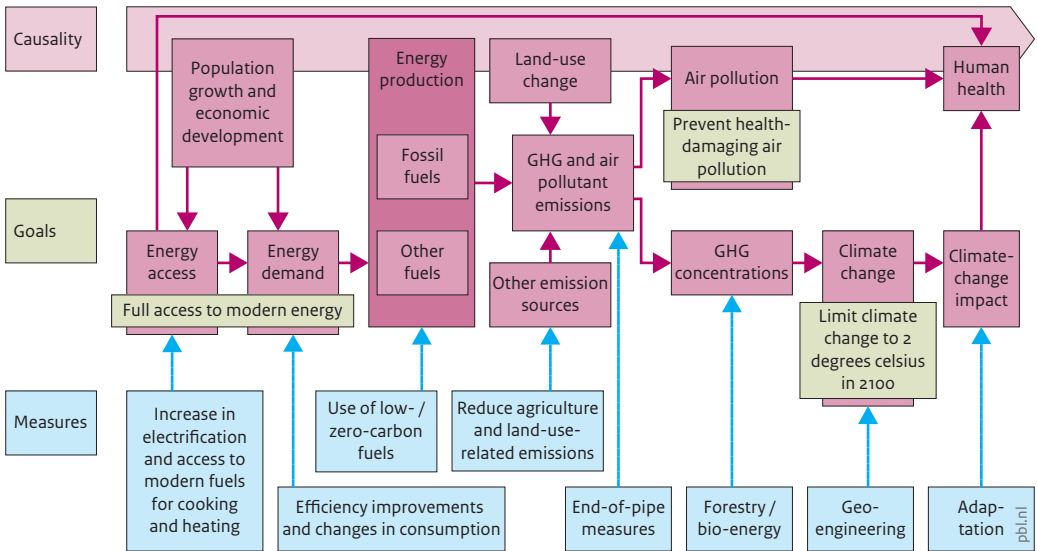 Causality
Population
growth and
economic
development
Energy
production
Fossil
fuels
Other
fuels
Land-use
change
GHG and air
pollutant
emissions
Other emission
sources
Air pollution
Prevent health-
damaging air
pollution
Human
health
Goals
Energy
access
Energy
demand
Full access to modern energy
GHG
concentrations
Climate
change
Limit climate
change to 2
degrees celsius
in 2100
Climate-
change
impact
Measures
Increase in
electrification
and access to
modern fuels
for cooking
and heating
Efficiency improvements
and changes in consumption
Use of low- /
zero-carbon
fuels
Reduce agriculture
and land-use-
related emissions
End-of-pipe
measures
Forestry /
bio-energy
Geo-
engineering
Adap-
tation
pbl.nl